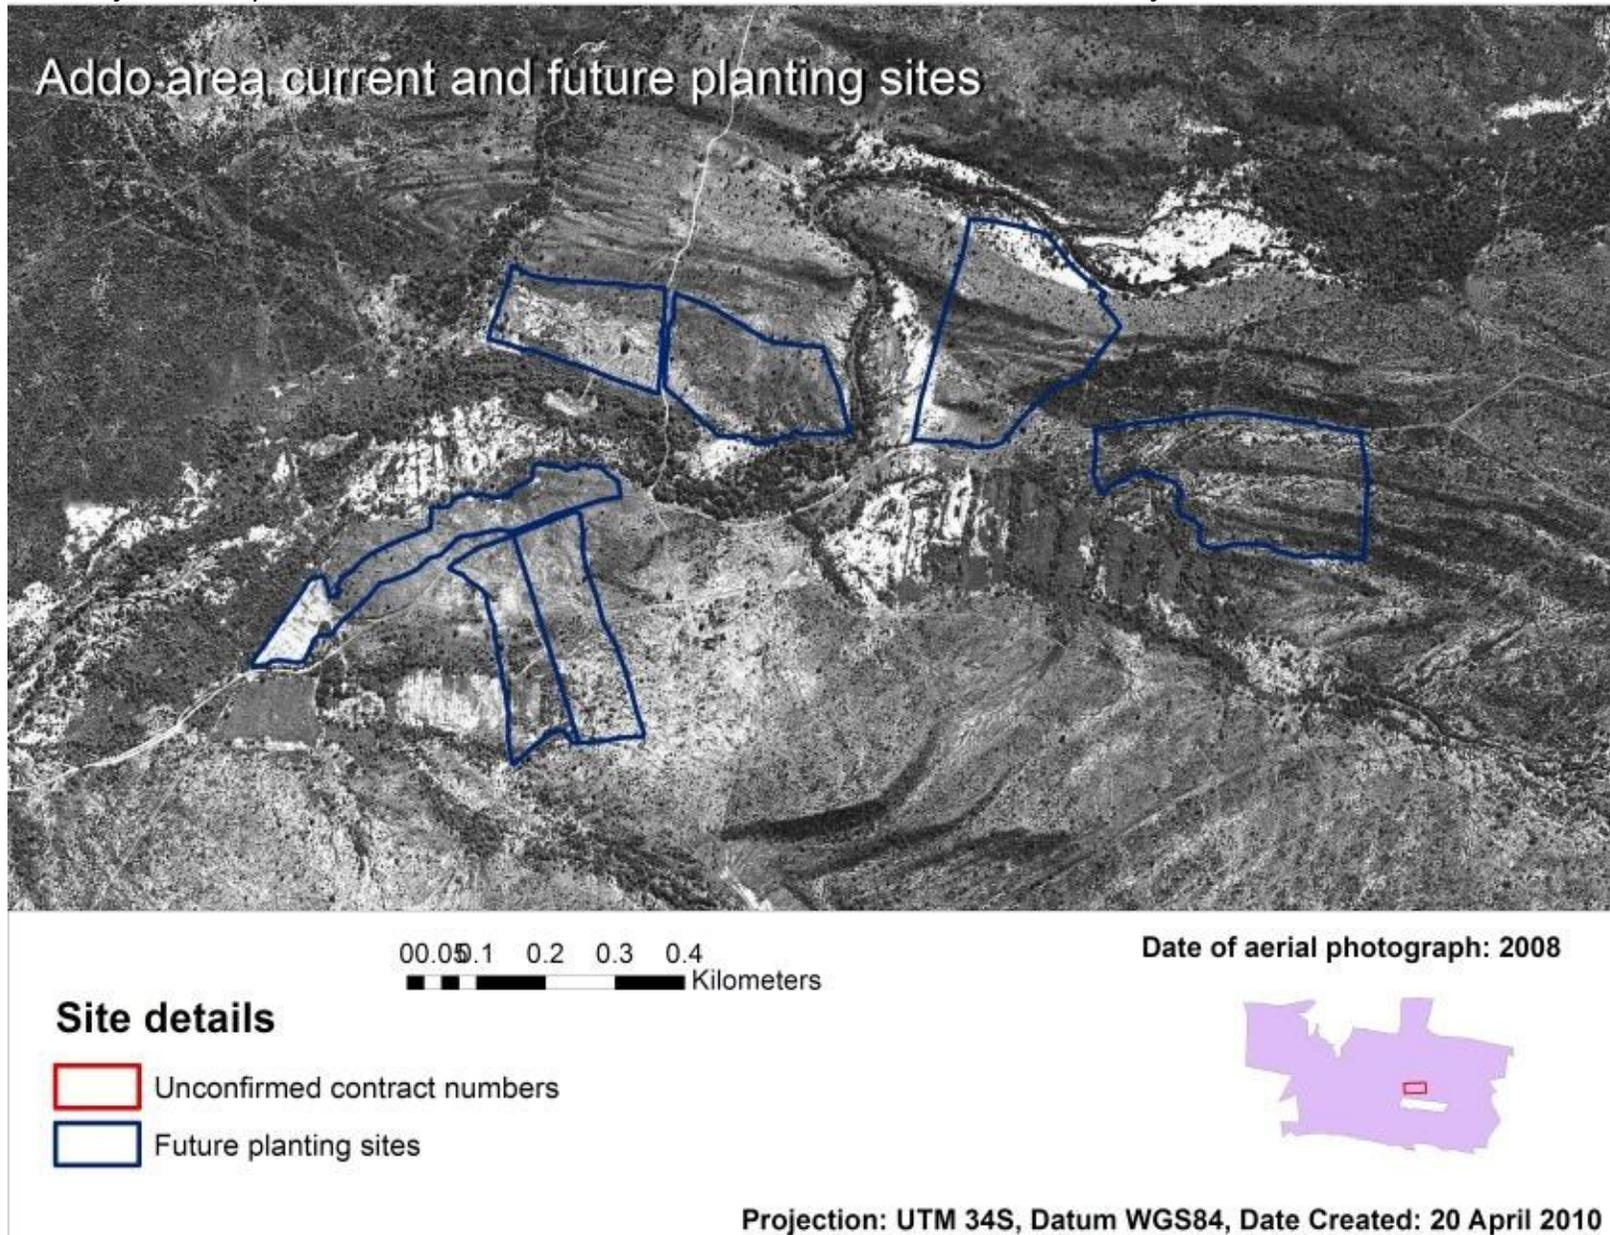 Addo area current and future planting sites
00.050.1 0.2 0.3 0.4
Kilometers
Date of aerial photograph: 2008
Site details
Unconfirmed contract numbers
Future planting sites
Projection: UTM 34S, Datum WGS84, Date Created: 20 April 2010